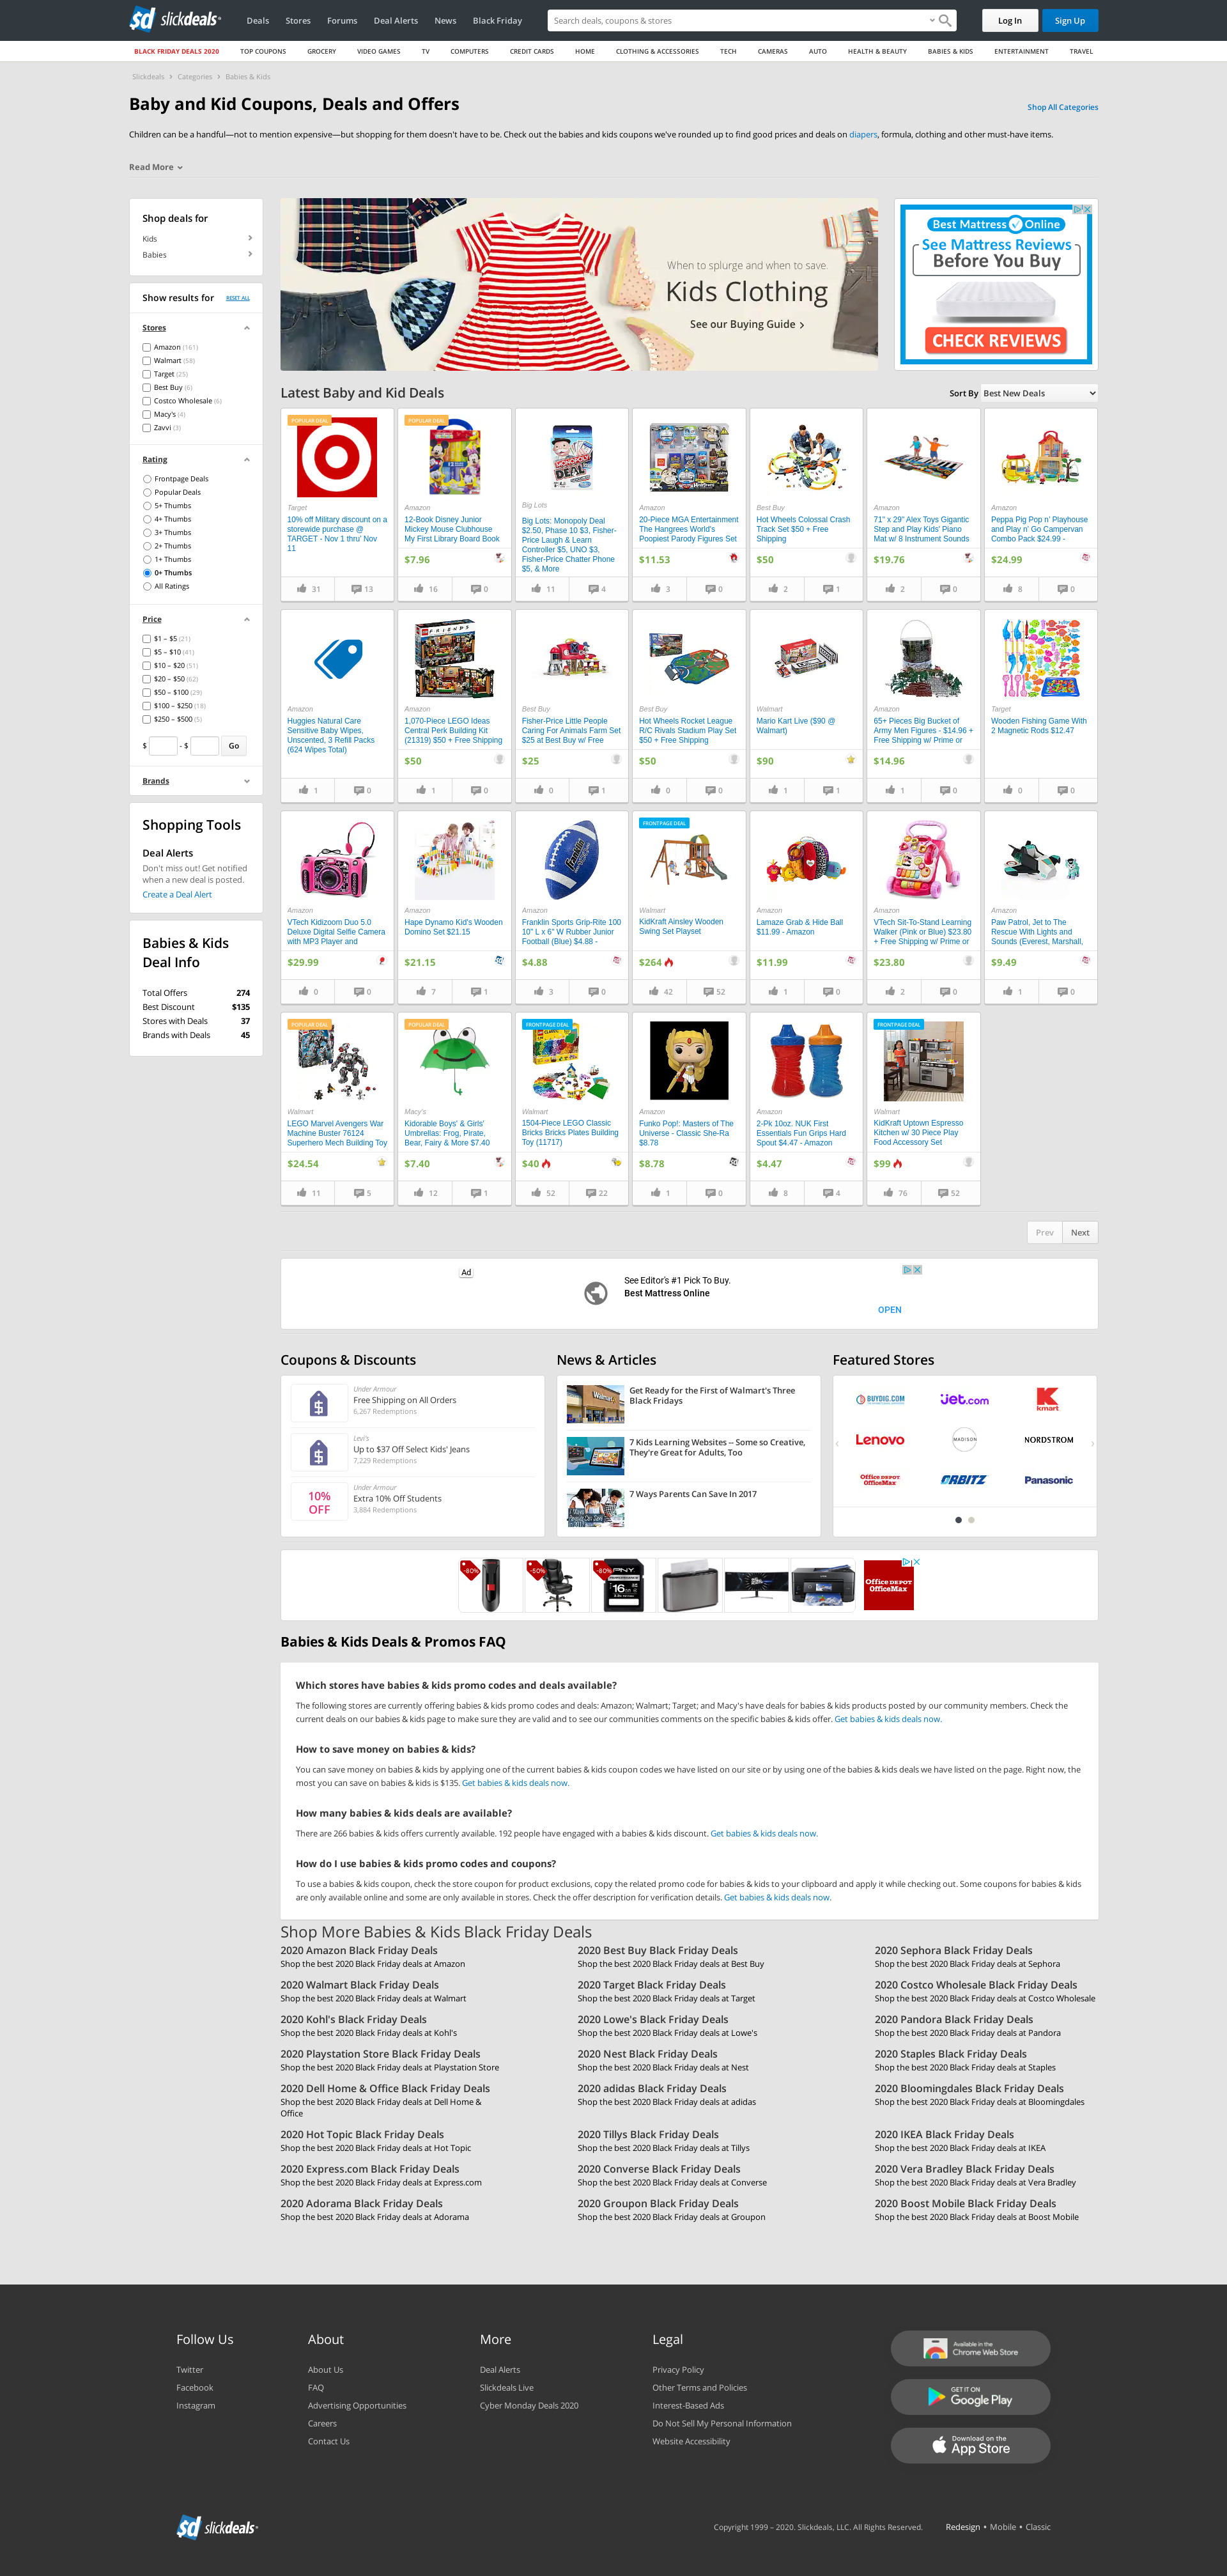 slickdeals
Deals
Stores
Forums
Deal Alerts
News
Black Friday
Search deals, coupons & stores
Log In
Sign Up
BLACK FRIDAY DEALS 2020
TOP COUPONS
GROCERY
VIDEO GAMES
TV
COMPUTERS
CREDIT CARDS
HOME
CLOTHING & ACCESSORIES
TECH
CAMERAS
AUTO
HEALTH & BEAUTY
BABIES & KIDS
ENTERTAINMENT
TRAVEL
Slickdeals › Categories › Babies & Kids
Baby and Kid Coupons, Deals and Offers
Shop All Categories
Children can be a handful—not to mention expensive—but shopping for them doesn't have to be. Check out the babies and kids coupons we've rounded up to find good prices and deals on diapers, formula, clothing and other must-have items.
Read More
Shop deals for
Kids
Babies
Show results for
RESET ALL
Stores
Amazon (161)
Walmart (58)
Target (25)
Best Buy (6)
Costco Wholesale (6)
Macy's (4)
Zavvi (3)
Rating
Frontpage Deals
Popular Deals
5+ Thumbs
4+ Thumbs
3+ Thumbs
2+ Thumbs
1+ Thumbs
0+ Thumbs
All Ratings
Price
$1 – $5 (21)
$5 – $10 (41)
$10 – $20 (51)
$20 – $50 (62)
$50 – $100 (29)
$100 – $250 (18)
$250 – $500 (5)
$ - $ Go
Brands
Shopping Tools
Deal Alerts
Don't miss out! Get notified
when a new deal is posted.
Create a Deal Alert
Babies & Kids
Deal Info
Total Offers 274
Best Discount $135
Stores with Deals 37
Brands with Deals 45
When to splurge and when to save.
Kids Clothing
See our Buying Guide
Best Mattress Online
See Mattress Reviews
Before You Buy
CHECK REVIEWS
Latest Baby and Kid Deals
Sort By Best New Deals
POPULAR DEAL
Target
10% off Military discount on a
storewide purchase @
TARGET - Nov 1 thru' Nov
11
31 13
POPULAR DEAL
Amazon
12-Book Disney Junior
Mickey Mouse Clubhouse
My First Library Board Book
$7.96
16 0
Big Lots
Big Lots: Monopoly Deal
$2.50, Phase 10 $3, Fisher-
Price Laugh & Learn
Controller $5, UNO $3,
Fisher-Price Chatter Phone
$5, & More
11 4
Amazon
20-Piece MGA Entertainment
The Hangrees World's
Poopiest Parody Figures Set
$11.53
3 0
Best Buy
Hot Wheels Colossal Crash
Track Set $50 + Free
Shipping
$50
2 1
Amazon
71" x 29" Alex Toys Gigantic
Step and Play Kids' Piano
Mat w/ 8 Instrument Sounds
$19.76
2 0
Amazon
Peppa Pig Pop n' Playhouse
and Play n' Go Campervan
Combo Pack $24.99 -
$24.99
8 0
Amazon
Huggies Natural Care
Sensitive Baby Wipes,
Unscented, 3 Refill Packs
(624 Wipes Total)
1 0
Amazon
1,070-Piece LEGO Ideas
Central Perk Building Kit
(21319) $50 + Free Shipping
$50
1 0
Best Buy
Fisher-Price Little People
Caring For Animals Farm Set
$25 at Best Buy w/ Free
$25
0 1
Best Buy
Hot Wheels Rocket League
R/C Rivals Stadium Play Set
$50 + Free Shipping
$50
0 0
Walmart
Mario Kart Live ($90 @
Walmart)
$90
1 1
Amazon
65+ Pieces Big Bucket of
Army Men Figures - $14.96 +
Free Shipping w/ Prime or
$14.96
1 0
Target
Wooden Fishing Game With
2 Magnetic Rods $12.47
0 0
Amazon
VTech Kidizoom Duo 5.0
Deluxe Digital Selfie Camera
with MP3 Player and
$29.99
0 0
Amazon
Hape Dynamo Kid's Wooden
Domino Set $21.15
$21.15
7 1
Amazon
Franklin Sports Grip-Rite 100
10" L x 6" W Rubber Junior
Football (Blue) $4.88 -
$4.88
3 0
FRONTPAGE DEAL
Walmart
KidKraft Ainsley Wooden
Swing Set Playset
$264
42 52
Amazon
Lamaze Grab & Hide Ball
$11.99 - Amazon
$11.99
1 0
Amazon
VTech Sit-To-Stand Learning
Walker (Pink or Blue) $23.80
+ Free Shipping w/ Prime or
$23.80
2 0
Amazon
Paw Patrol, Jet to The
Rescue With Lights and
Sounds (Everest, Marshall,
$9.49
1 0
POPULAR DEAL
Walmart
LEGO Marvel Avengers War
Machine Buster 76124
Superhero Mech Building Toy
$24.54
11 5
POPULAR DEAL
Macy's
Kidorable Boys' & Girls'
Umbrellas: Frog, Pirate,
Bear, Fairy & More $7.40
$7.40
12 1
FRONTPAGE DEAL
Walmart
1504-Piece LEGO Classic
Bricks Bricks Plates Building
Toy (11717)
$40
52 22
Amazon
Funko Pop!: Masters of The
Universe - Classic She-Ra
$8.78
$8.78
1 0
Amazon
2-Pk 10oz. NUK First
Essentials Fun Grips Hard
Spout $4.47 - Amazon
$4.47
8 4
FRONTPAGE DEAL
Walmart
KidKraft Uptown Espresso
Kitchen w/ 30 Piece Play
Food Accessory Set
$99
76 52
Prev Next
Ad
See Editor's #1 Pick To Buy.
Best Mattress Online
OPEN
Coupons & Discounts
Under Armour
Free Shipping on All Orders
6,267 Redemptions
Levi's
Up to $37 Off Select Kids' Jeans
7,229 Redemptions
10%
OFF
Under Armour
Extra 10% Off Students
3,884 Redemptions
News & Articles
Get Ready for the First of Walmart's Three
Black Fridays
7 Kids Learning Websites -- Some so Creative,
They're Great for Adults, Too
7 Ways Parents Can Save In 2017
Featured Stores
BUYDIG.COM
jet.com
kmart
Lenovo
MADISON
NORDSTROM
Office DEPOT
OfficeMax
ORBITZ
Panasonic
-80%
-50%
-80%
PNY
16
Office DEPOT
OfficeMax
Babies & Kids Deals & Promos FAQ
Which stores have babies & kids promo codes and deals available?
The following stores are currently offering babies & kids promo codes and deals: Amazon; Walmart; Target; and Macy's have deals for babies & kids products posted by our community members. Check the
current deals on our babies & kids page to make sure they are valid and to see our communities comments on the specific babies & kids offer. Get babies & kids deals now.
How to save money on babies & kids?
You can save money on babies & kids by applying one of the current babies & kids coupon codes we have listed on our site or by using one of the babies & kids deals we have listed on the page. Right now, the
most you can save on babies & kids is $135. Get babies & kids deals now.
How many babies & kids deals are available?
There are 266 babies & kids offers currently available. 192 people have engaged with a babies & kids discount. Get babies & kids deals now.
How do I use babies & kids promo codes and coupons?
To use a babies & kids coupon, check the store coupon for product exclusions, copy the related promo code for babies & kids to your clipboard and apply it while checking out. Some coupons for babies & kids
are only available online and some are only available in stores. Check the offer description for verification details. Get babies & kids deals now.
Shop More Babies & Kids Black Friday Deals
2020 Amazon Black Friday Deals
Shop the best 2020 Black Friday deals at Amazon
2020 Best Buy Black Friday Deals
Shop the best 2020 Black Friday deals at Best Buy
2020 Sephora Black Friday Deals
Shop the best 2020 Black Friday deals at Sephora
2020 Walmart Black Friday Deals
Shop the best 2020 Black Friday deals at Walmart
2020 Target Black Friday Deals
Shop the best 2020 Black Friday deals at Target
2020 Costco Wholesale Black Friday Deals
Shop the best 2020 Black Friday deals at Costco Wholesale
2020 Kohl's Black Friday Deals
Shop the best 2020 Black Friday deals at Kohl's
2020 Lowe's Black Friday Deals
Shop the best 2020 Black Friday deals at Lowe's
2020 Pandora Black Friday Deals
Shop the best 2020 Black Friday deals at Pandora
2020 Playstation Store Black Friday Deals
Shop the best 2020 Black Friday deals at Playstation Store
2020 Nest Black Friday Deals
Shop the best 2020 Black Friday deals at Nest
2020 Staples Black Friday Deals
Shop the best 2020 Black Friday deals at Staples
2020 Dell Home & Office Black Friday Deals
Shop the best 2020 Black Friday deals at Dell Home &
Office
2020 adidas Black Friday Deals
Shop the best 2020 Black Friday deals at adidas
2020 Bloomingdales Black Friday Deals
Shop the best 2020 Black Friday deals at Bloomingdales
2020 Hot Topic Black Friday Deals
Shop the best 2020 Black Friday deals at Hot Topic
2020 Tillys Black Friday Deals
Shop the best 2020 Black Friday deals at Tillys
2020 IKEA Black Friday Deals
Shop the best 2020 Black Friday deals at IKEA
2020 Express.com Black Friday Deals
Shop the best 2020 Black Friday deals at Express.com
2020 Converse Black Friday Deals
Shop the best 2020 Black Friday deals at Converse
2020 Vera Bradley Black Friday Deals
Shop the best 2020 Black Friday deals at Vera Bradley
2020 Adorama Black Friday Deals
Shop the best 2020 Black Friday deals at Adorama
2020 Groupon Black Friday Deals
Shop the best 2020 Black Friday deals at Groupon
2020 Boost Mobile Black Friday Deals
Shop the best 2020 Black Friday deals at Boost Mobile
Follow Us
Twitter
Facebook
Instagram
About
About Us
FAQ
Advertising Opportunities
Careers
Contact Us
More
Deal Alerts
Slickdeals Live
Cyber Monday Deals 2020
Legal
Privacy Policy
Other Terms and Policies
Interest-Based Ads
Do Not Sell My Personal Information
Website Accessibility
Available in the
Chrome Web Store
GET IT ON
Google Play
Download on the
App Store
slickdeals
Copyright 1999 – 2020. Slickdeals, LLC. All Rights Reserved.
Redesign • Mobile • Classic